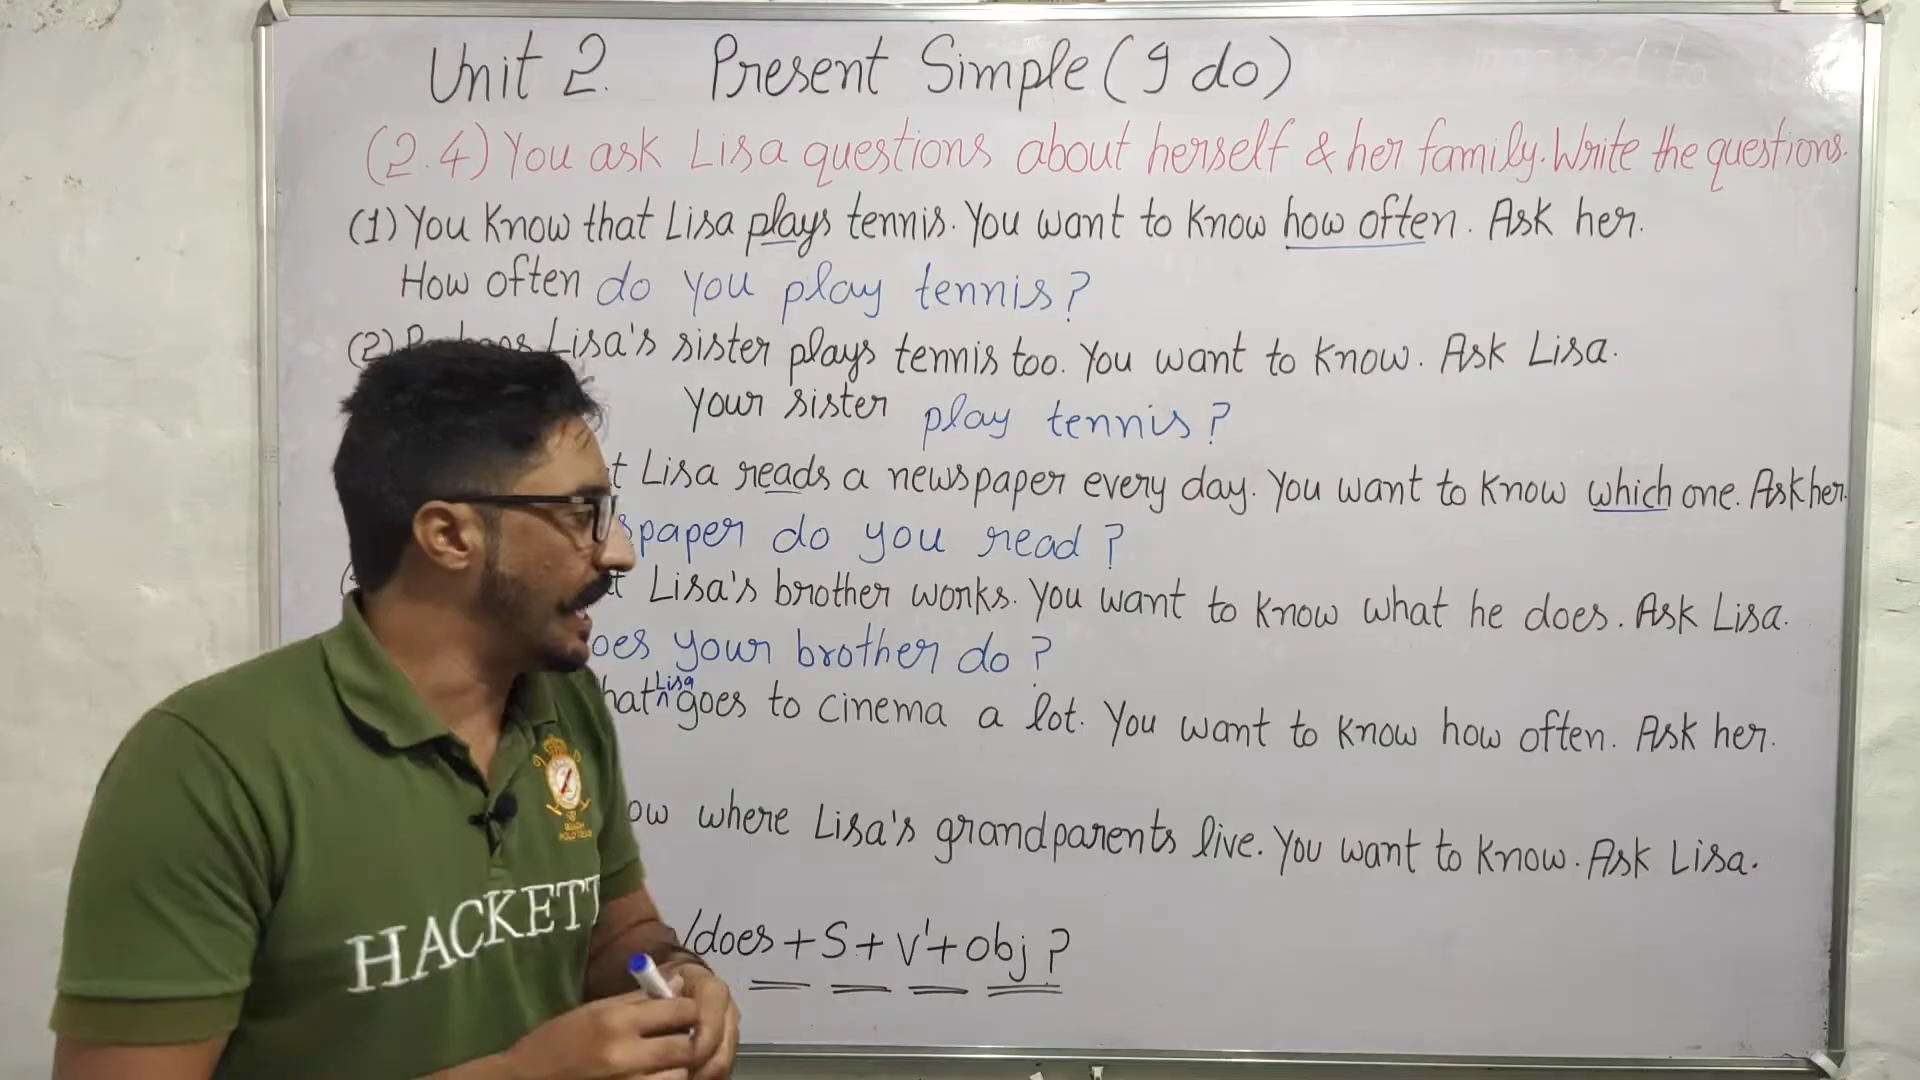 Unit 2. Present Simple (I do)
(2.4) You ask Lisa questions about herself & her family. Write the questions.
(1) You know that Lisa plays tennis. You want to know how often. Ask her.
How often do you play tennis?
(2) Perhaps Lisa's sister plays tennis too. You want to know. Ask Lisa.
your sister play tennis?
Lisa reads a newspaper every day. You want to know which one. Ask her.
spaper do you read?
Lisa's brother works. You want to know what he does. Ask Lisa.
oes your brother do?
hat Lisa goes to cinema a lot. You want to know how often. Ask her.
ow where Lisa's grandparents live. You want to know. Ask Lisa.
/does + S + V¹ + obj ?
HACKETT